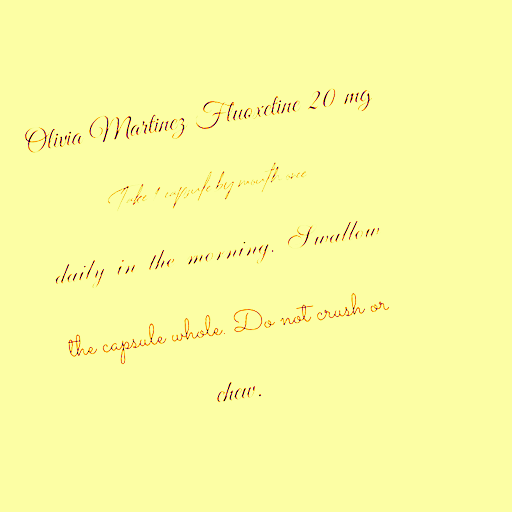 Olivia Martinez Fluoxetine 20 mg
Take 1 capsule by mouth once
daily in the morning. Swallow
the capsule whole. Do not crush or
chew.